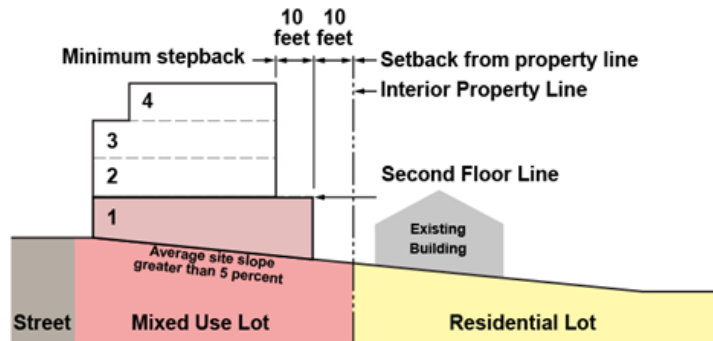 10 10
feet feet
Minimum stepback
Setback from property line
Interior Property Line
4
3
2
Second Floor Line
1
Existing
Building
Average site slope
greater than 5 percent
Street
Mixed Use Lot
Residential Lot